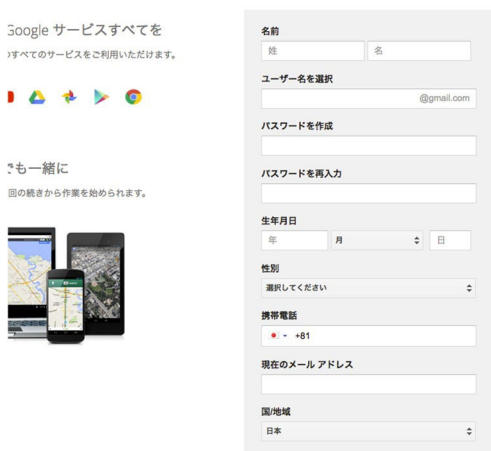 Google サービスすべてを
すべてのサービスをご利用いただけます。
でも一緒に
回の続きから作業を始められます。
名前
姓 名
ユーザー名を選択
@gmail.com
パスワードを作成
パスワードを再入力
生年月日
年 月 日
性別
選択してください
携帯電話
+81
現在のメール アドレス
国/地域
日本